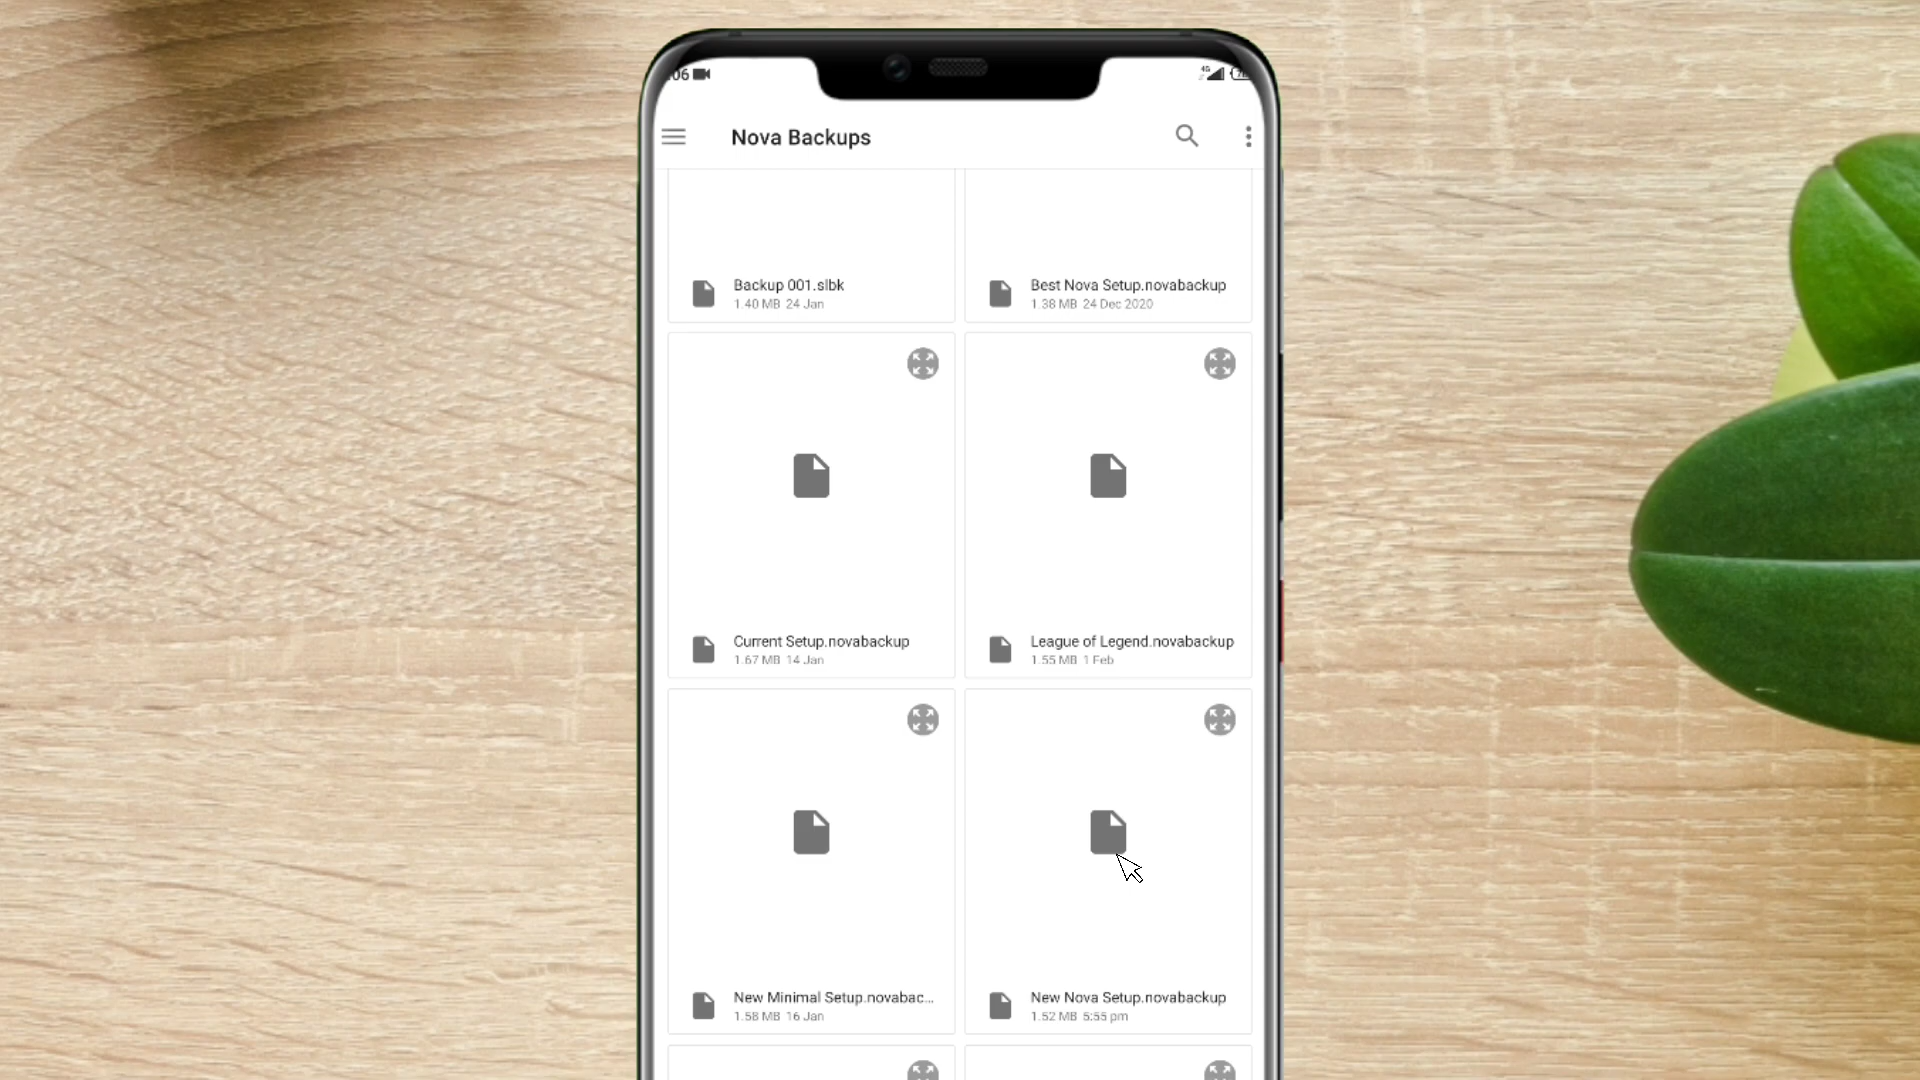 Nova Backups
Backup 001.slbk
1.40 MB 24 Jan
Best Nova Setup.novabackup
1.38 MB 24 Dec 2020
Current Setup.novabackup
1.67 MB 14 Jan
League of Legend.novabackup
1.55 MB 1 Feb
New Minimal Setup.novabac...
1.58 MB 16 Jan
New Nova Setup.novabackup
1.52 MB 5:55 pm